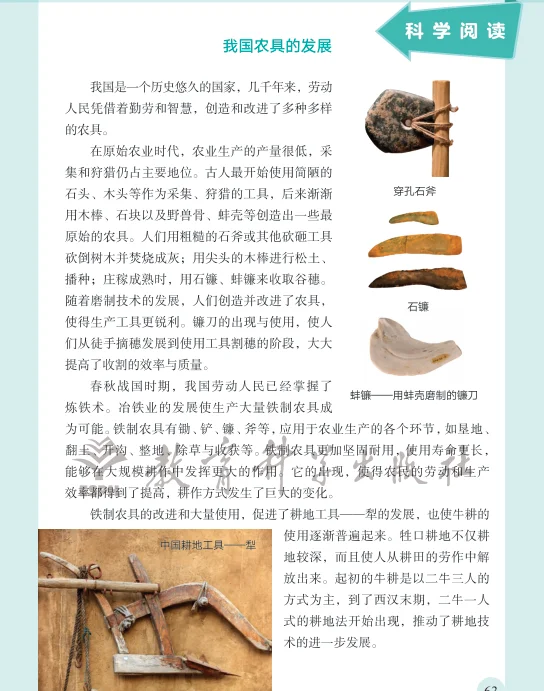 科学阅读
我国农具的发展
我国是一个历史悠久的国家，几千年来，劳动
人民凭借着勤劳和智慧，创造和改进了多种多样
的农具。
在原始农业时代，农业生产的产量很低，采
集和狩猎仍占主要地位。古人最开始使用简陋的
石头、木头等作为采集、狩猎的工具，后来渐渐
用木棒、石块以及野兽骨、蚌壳等创造出一些最
原始的农具。人们用粗糙的石斧或其他砍砸工具
砍倒树木并焚烧成灰；用尖头的木棒进行松土、
播种；庄稼成熟时，用石镰、蚌镰来收取谷穗。
随着磨制技术的发展，人们创造并改进了农具，
使得生产工具更锐利。镰刀的出现与使用，使人
们从徒手摘穗发展到使用工具割穗的阶段，大大
提高了收割的效率与质量。
穿孔石斧
石镰
蚌镰——用蚌壳磨制的镰刀
春秋战国时期，我国劳动人民已经掌握了
炼铁术。冶铁业的发展使生产大量铁制农具成
为可能。铁制农具有锄、铲、镰、斧等，应用于农业生产的各个环节，如垦地、
翻土、开沟、整地、除草与收获等。铁制农具更加坚固耐用，使用寿命更长，
能够在大规模耕作中发挥更大的作用。它的出现，使得农民的劳动和生产
效率都得到了提高，耕作方式发生了巨大的变化。
教育科学出版社
铁制农具的改进和大量使用，促进了耕地工具——犁的发展，也使牛耕的
使用逐渐普遍起来。牲口耕地不仅耕
地较深，而且使人从耕田的劳作中解
放出来。起初的牛耕是以二牛三人的
方式为主，到了西汉末期，二牛一人
式的耕地法开始出现，推动了耕地技
术的进一步发展。
中国耕地工具——犁